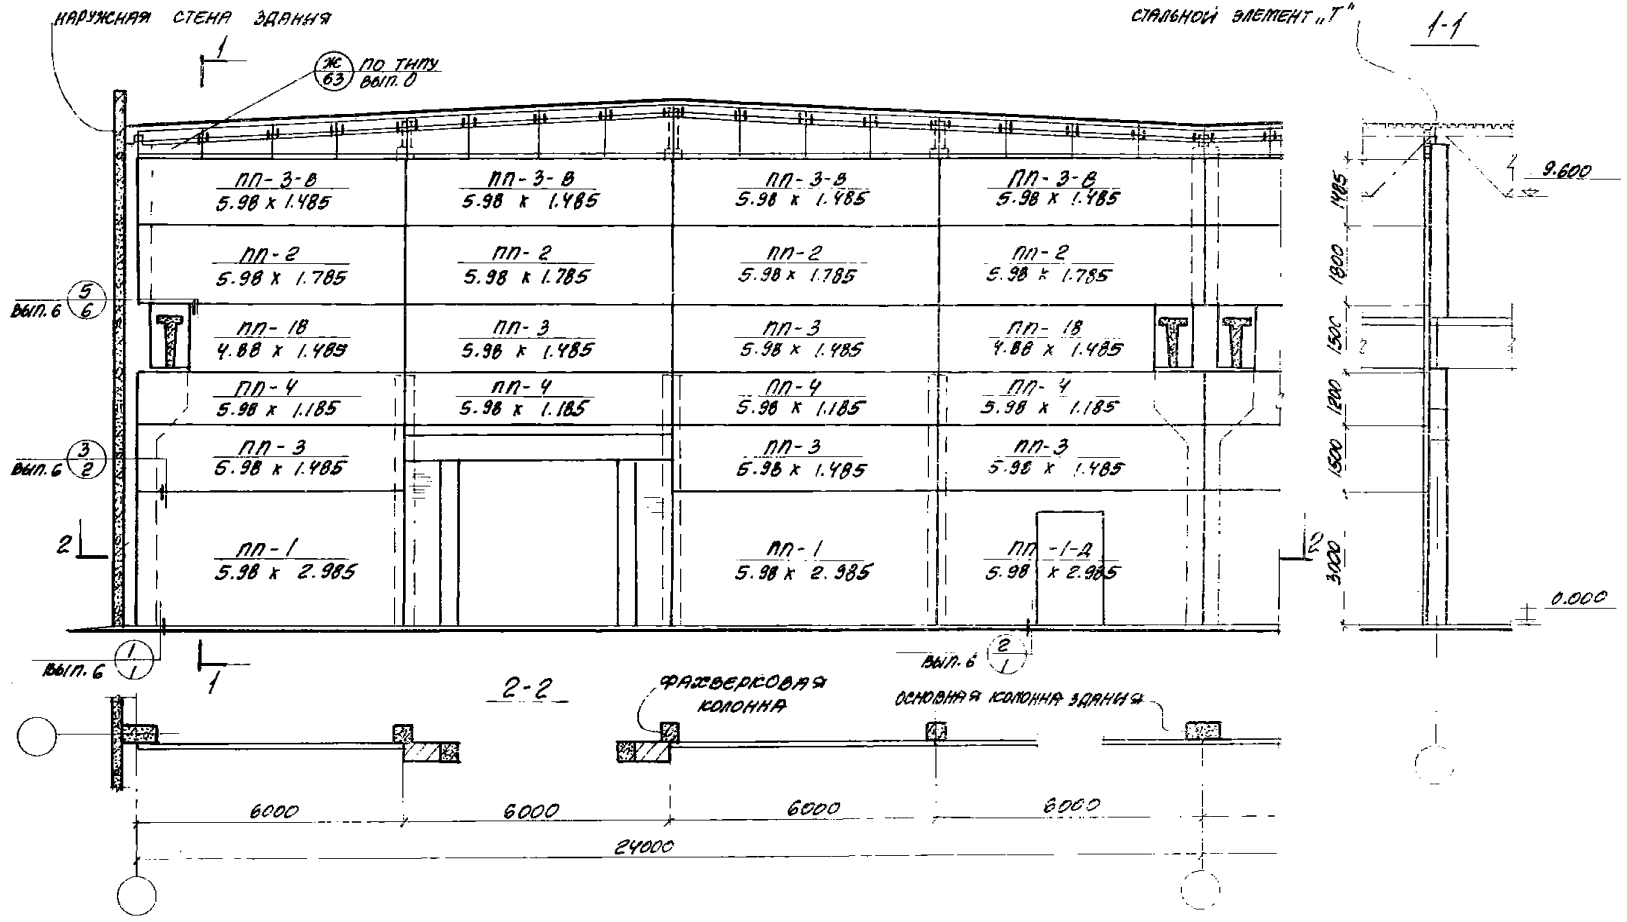 НАРУЖНАЯ СТЕНА ЗДАНИЯ
СТАЛЬНОЙ ЭЛЕМЕНТ „Т"
1-1
1
Ж
63
ПО ТИПУ
ВЫП. 0
ПП-3-В
5.98 х 1.485
ПП-3-В
5.98 х 1.485
ПП-3-В
5.98 х 1.485
ПП-3-В
5.98 х 1.485
1485
9.600
ПП-2
5.98 х 1.785
ПП-2
5.98 х 1.785
ПП-2
5.98 х 1.785
ПП-2
5.98 х 1.785
1800
ВЫП. 6
5
6
ПП-18
4.88 х 1.485
ПП-3
5.98 х 1.485
ПП-3
5.98 х 1.485
ПП-18
4.88 х 1.485
1500
ПП-4
5.98 х 1.185
ПП-4
5.98 х 1.185
ПП-4
5.98 х 1.185
ПП-4
5.98 х 1.185
1200
ВЫП. 6
3
2
ПП-3
5.98 х 1.485
ПП-3
5.98 х 1.485
ПП-3
5.98 х 1.485
1500
2
2
ПП-1
5.98 х 2.985
ПП-1
5.98 х 2.985
ПП-1-Д
5.98 х 2.985
3000
0.000
ВЫП. 6
1
1
1
ВЫП. 6
2
1
2-2
ФАХВЕРКОВАЯ
КОЛОННА
ОСНОВНАЯ КОЛОННА ЗДАНИЯ
6000
6000
6000
6000
24000